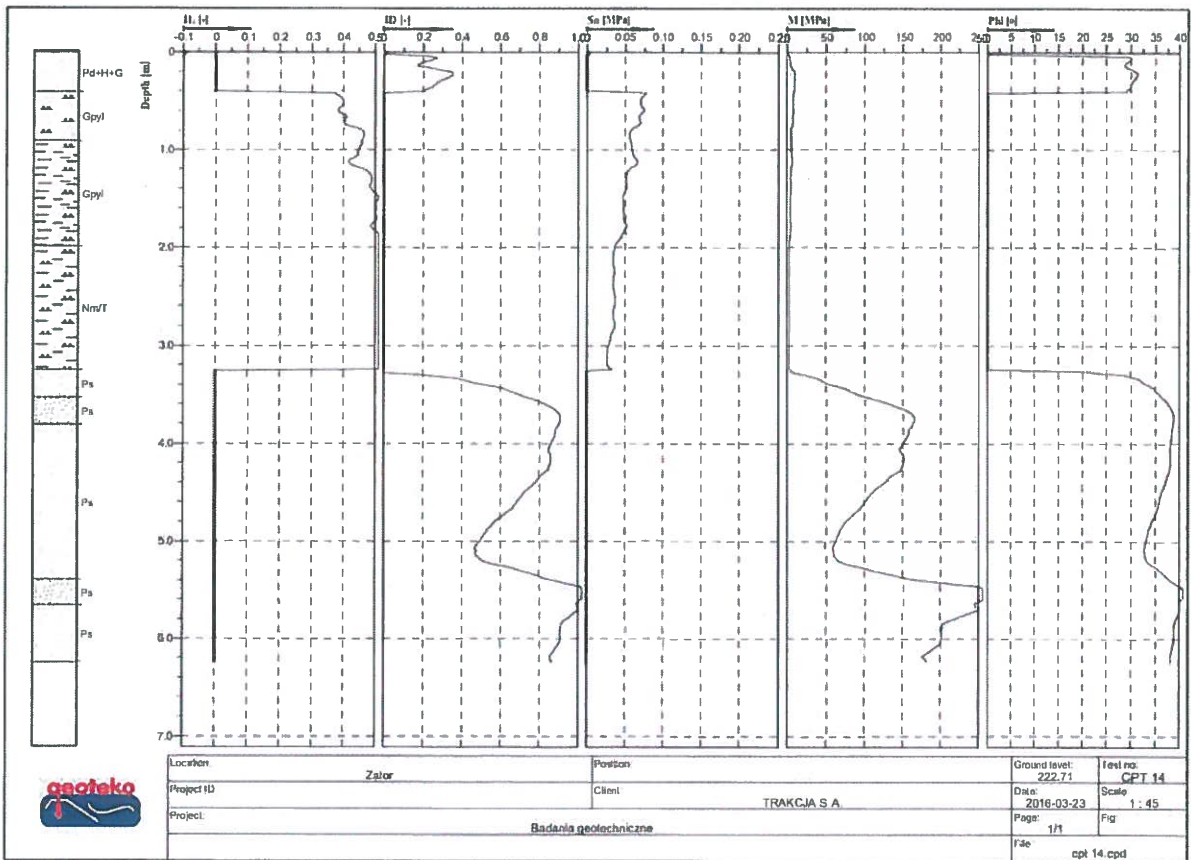 IL [-]
-0.1 0 0.1 0.2 0.3 0.4 0.5
ID [-]
0.2 0.4 0.6 0.8 1.0
Su [MPa]
0 0.05 0.10 0.15 0.20
M [MPa]
50 100 150 200
Phi [o]
5 10 15 20 25 30 35 40
Depth [m]
0
1.0
2.0
3.0
4.0
5.0
6.0
7.0
Pd+H+G
Gpyl
Gpyl
Nm/T
Ps
Ps
Ps
Ps
Ps
geoteko
Location:
Zator
Position
Ground level:
222.71
Test no:
CPT 14
Project ID
Client
TRAKCJA S A.
Date:
2016-03-23
Scale
1 : 45
Project:
Badania geotechniczne
Page:
1/1
Fig
File
cpt 14.cpd